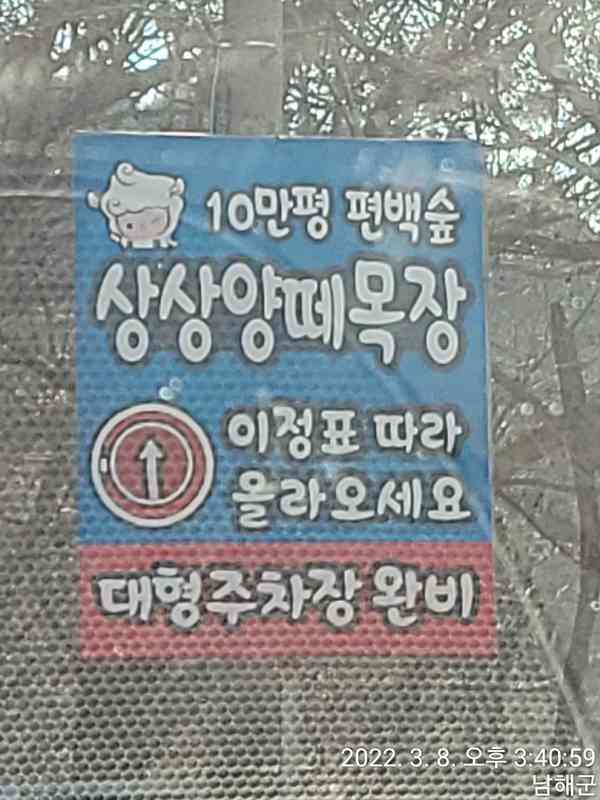 10만평 편백숲
상상양떼목장
이정표 따라
올라오세요
대형주차장 완비
2022. 3. 8. 오후 3:40:59
남해군